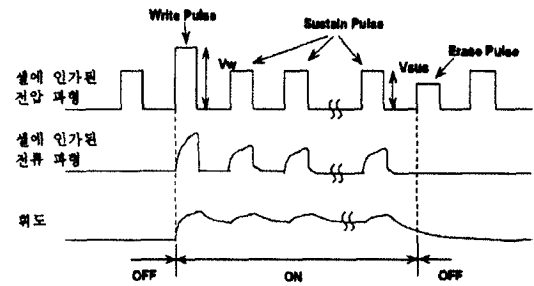 Write Pulse
Sustain Pulse
Vw
Vsus
Erase Pulse
셀에 인가된
전압 파형
셀에 인가된
전류 파형
휘도
OFF
ON
OFF